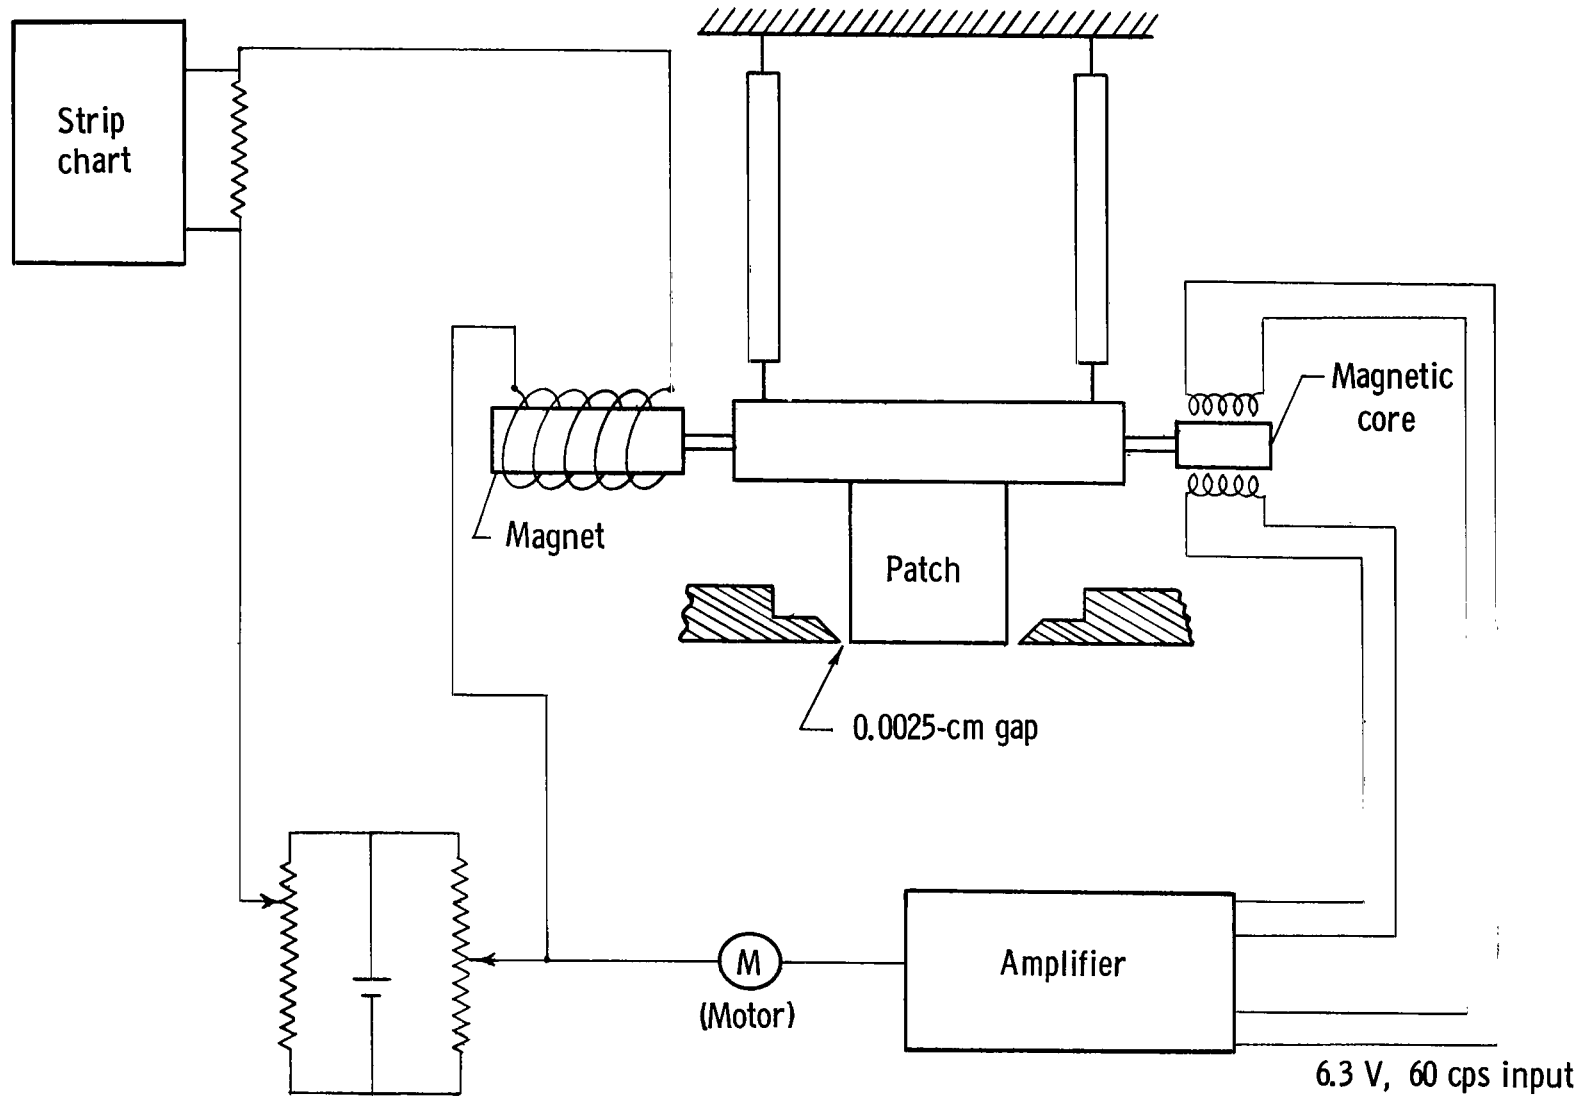 Strip
chart
Magnetic
core
Magnet
Patch
0.0025-cm gap
M
(Motor)
Amplifier
6.3 V, 60 cps input